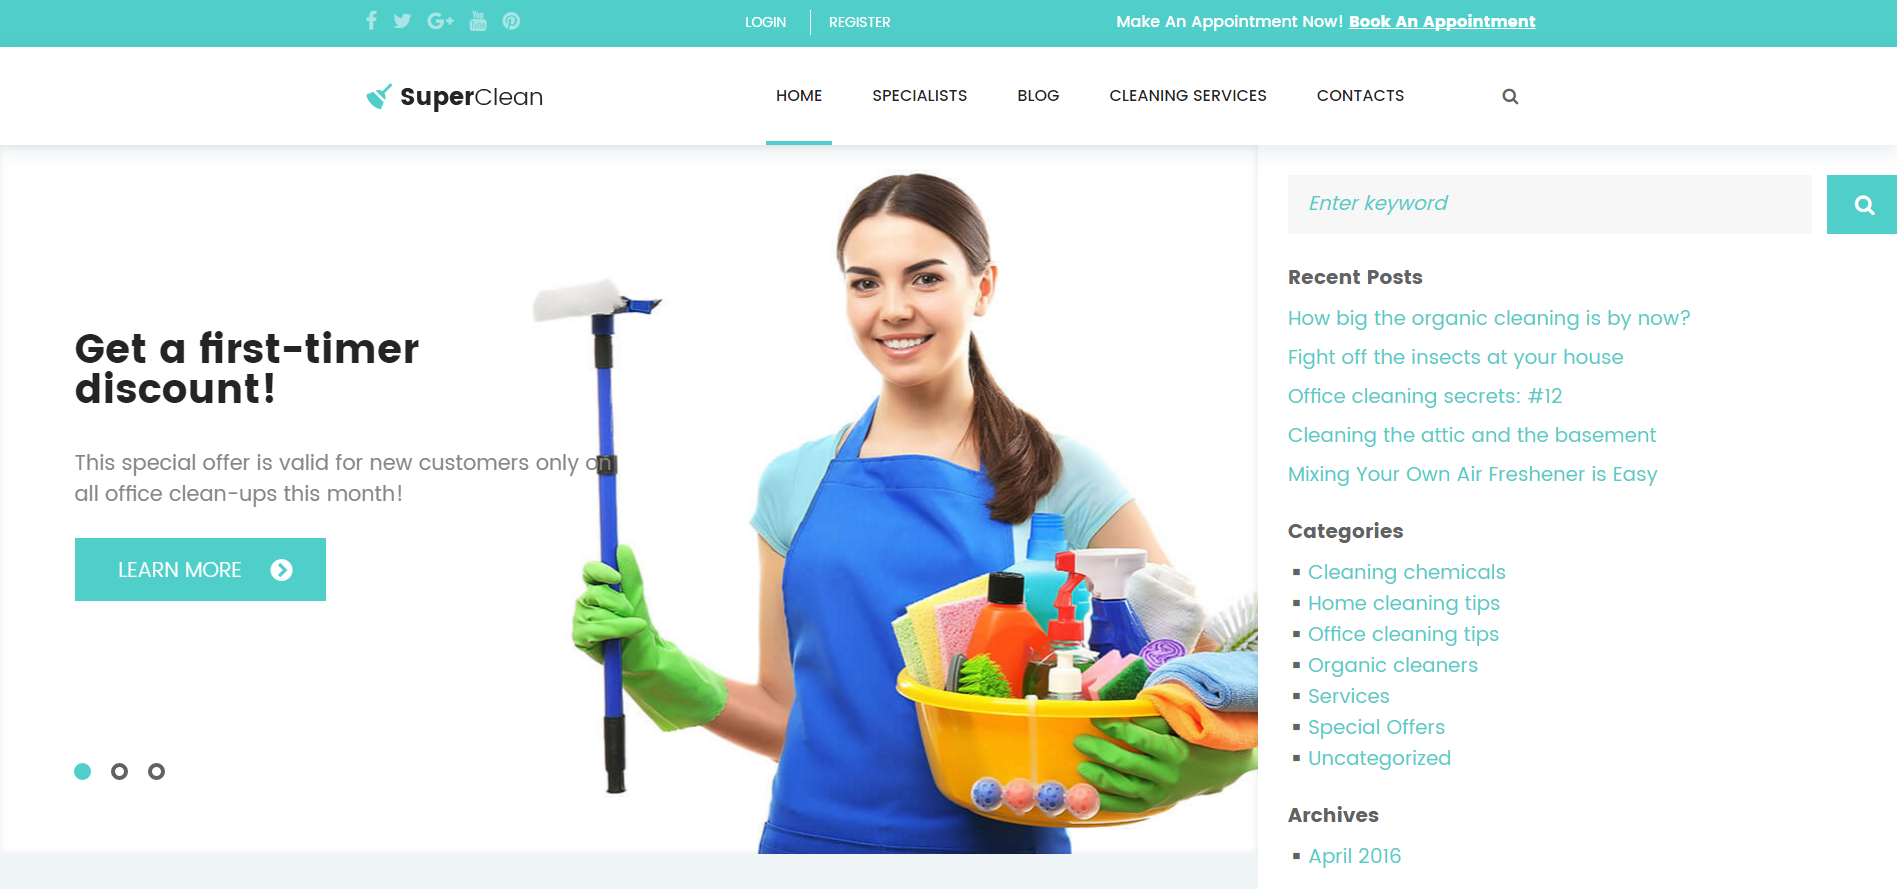 LOGIN
REGISTER
Make An Appointment Now! Book An Appointment
SuperClean
HOME
SPECIALISTS
BLOG
CLEANING SERVICES
CONTACTS
Get a first-timer
discount!
This special offer is valid for new customers only on
all office clean-ups this month!
LEARN MORE
Enter keyword
Recent Posts
How big the organic cleaning is by now?
Fight off the insects at your house
Office cleaning secrets: #12
Cleaning the attic and the basement
Mixing Your Own Air Freshener is Easy
Categories
Cleaning chemicals
Home cleaning tips
Office cleaning tips
Organic cleaners
Services
Special Offers
Uncategorized
Archives
April 2016